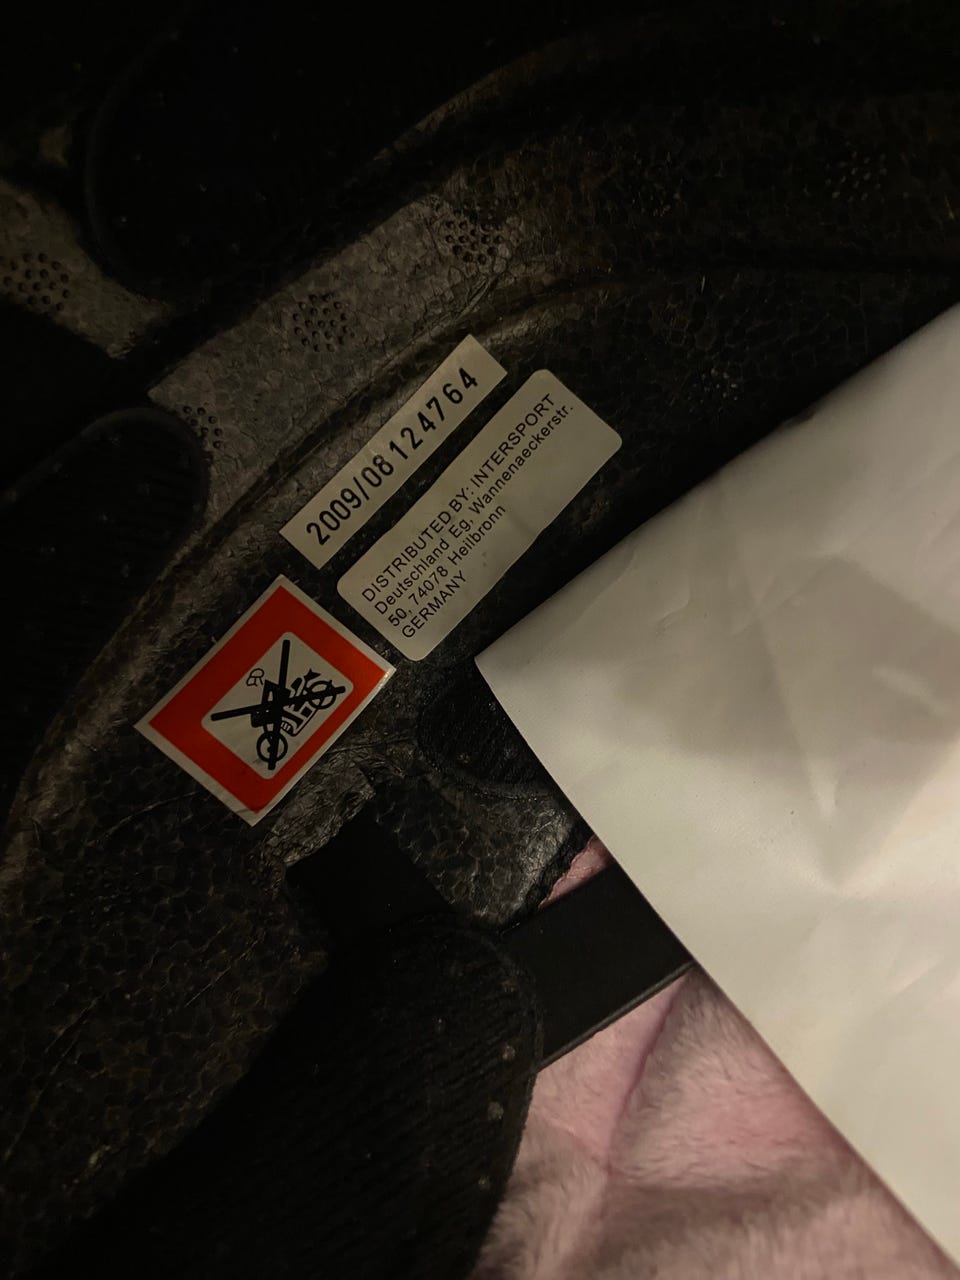 2009/08124764
DISTRIBUTED BY: INTERSPORT
Deutschland Eg, Wannenaeckerstr.
50, 74078 Heilbronn
GERMANY